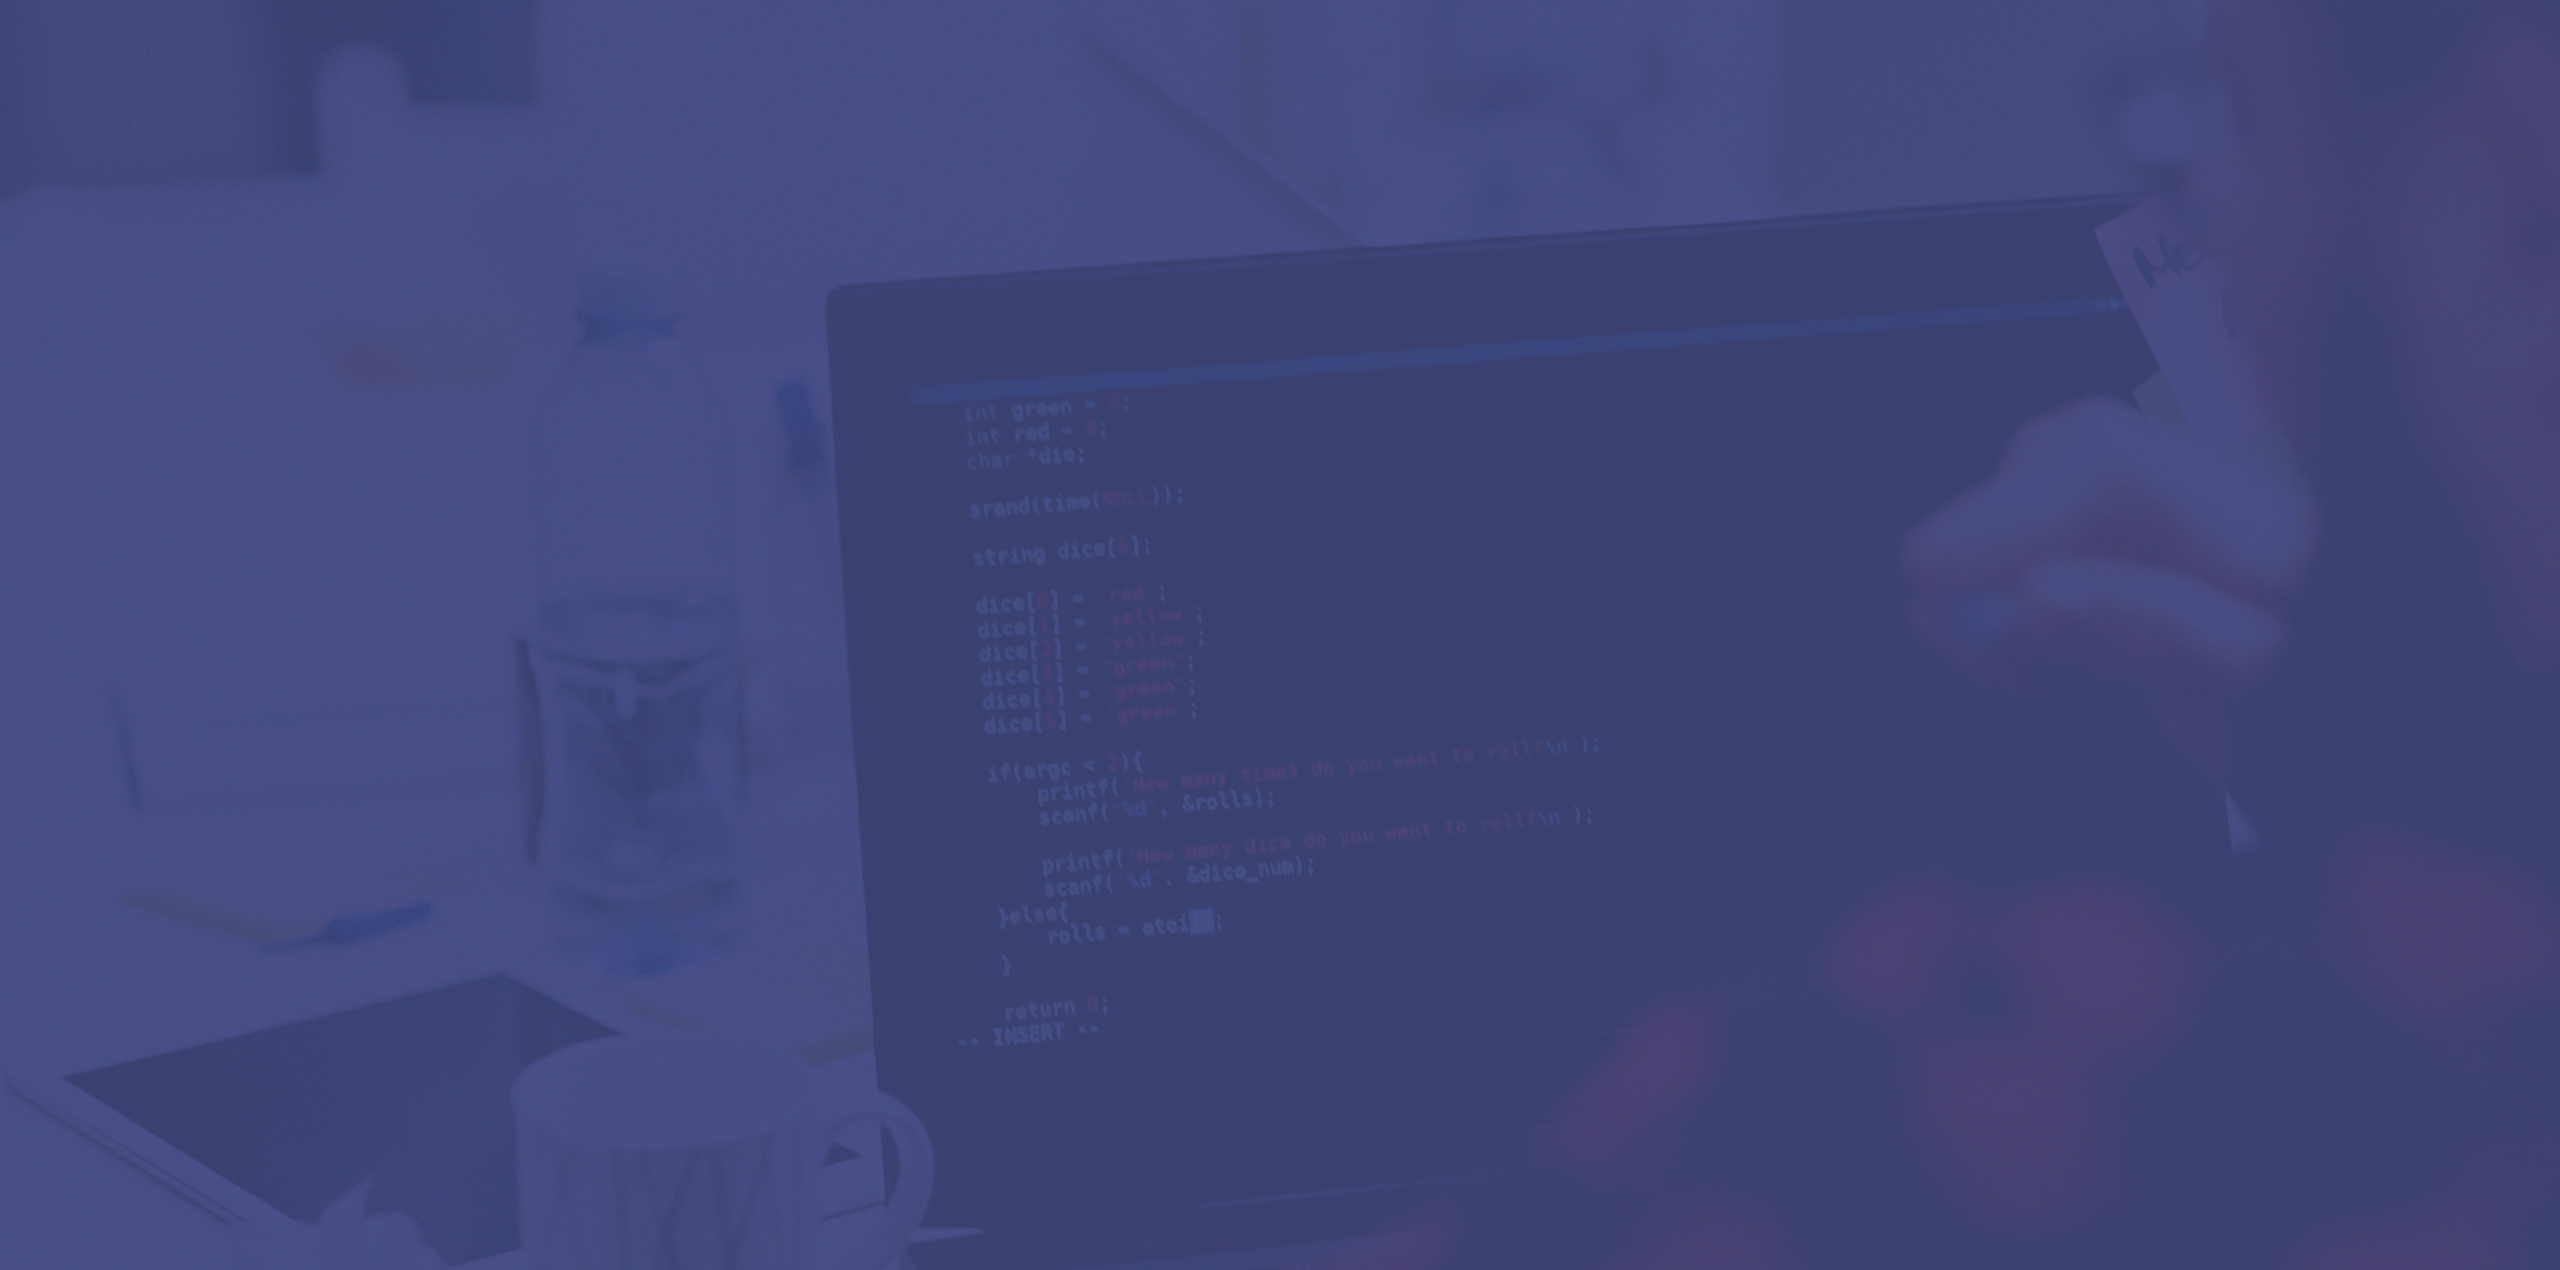 int green = 0;
int red = 0;
char *die;
srand(time(NULL));
string dice[6];
dice[0] = "red";
dice[1] = "yellow";
dice[2] = "yellow";
dice[3] = "green";
dice[4] = "green";
dice[5] = "green";
if(argc < 2){
printf("How many times do you want to roll?\n");
scanf("%d", &rolls);
printf("How many dice do you want to roll?\n");
scanf("%d", &dice_num);
}else{
rolls = atoi();
}
return 0;
-- INSERT --